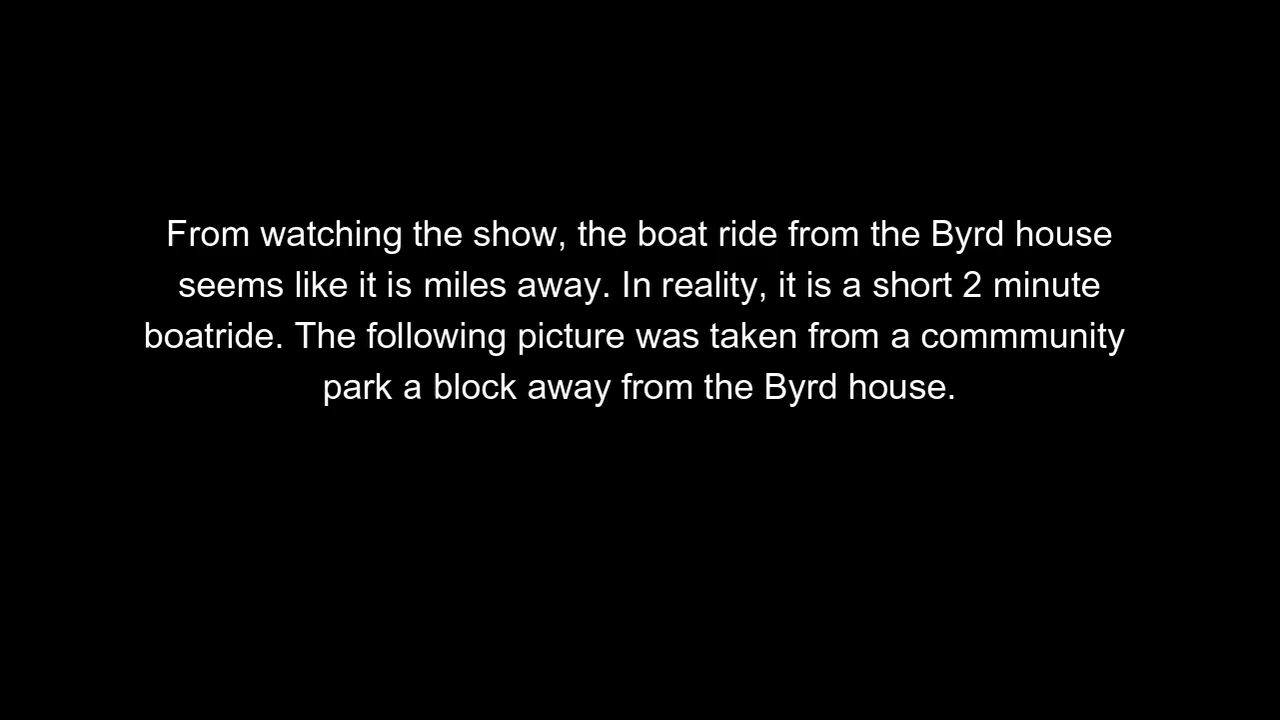 From watching the show, the boat ride from the Byrd house
seems like it is miles away. In reality, it is a short 2 minute
boatride. The following picture was taken from a commmunity
park a block away from the Byrd house.